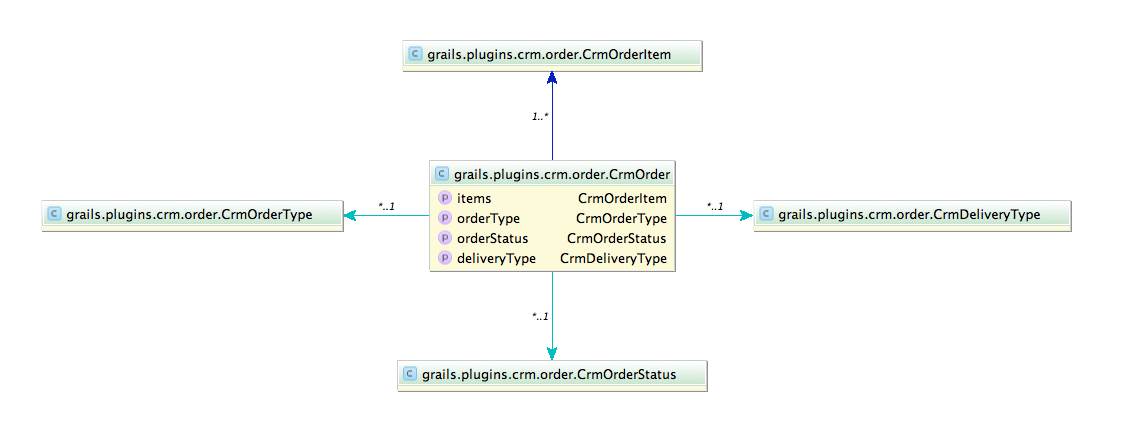 C grails.plugins.crm.order.CrmOrderItem
1..*
C grails.plugins.crm.order.CrmOrder
P items CrmOrderItem
P orderType CrmOrderType
P orderStatus CrmOrderStatus
P deliveryType CrmDeliveryType
C grails.plugins.crm.order.CrmOrderType
*..1
*..1
C grails.plugins.crm.order.CrmDeliveryType
*..1
C grails.plugins.crm.order.CrmOrderStatus